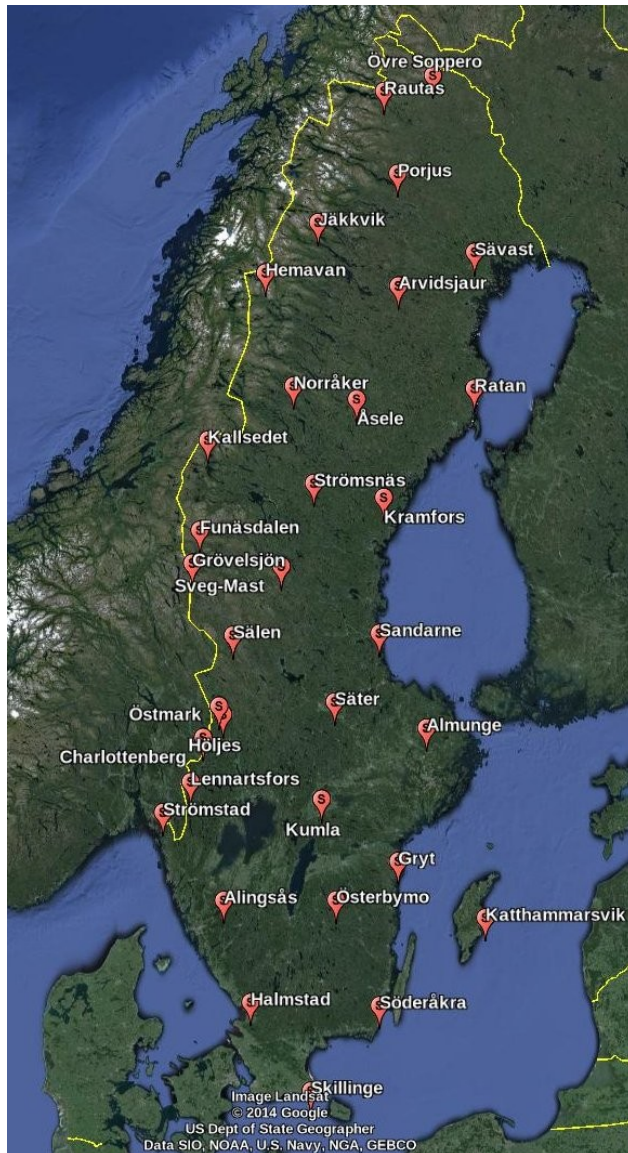 Övre Soppero
Rautas
Porjus
Jäkkvik
Sävast
Hemavan
Arvidsjaur
Norråker
Ratan
Åsele
Kallsedet
Strömsnäs
Kramfors
Funäsdalen
Grövelsjön
Sveg-Mast
Sälen
Sandarne
Säter
Östmark
Almunge
Höljes
Charlottenberg
Lennartsfors
Strömstad
Kumla
Gryt
Alingsås
Österbymo
Katthammarsvik
Halmstad
Söderåkra
Skillinge
Image Landsat
© 2014 Google
US Dept of State Geographer
Data SIO, NOAA, U.S. Navy, NGA, GEBCO